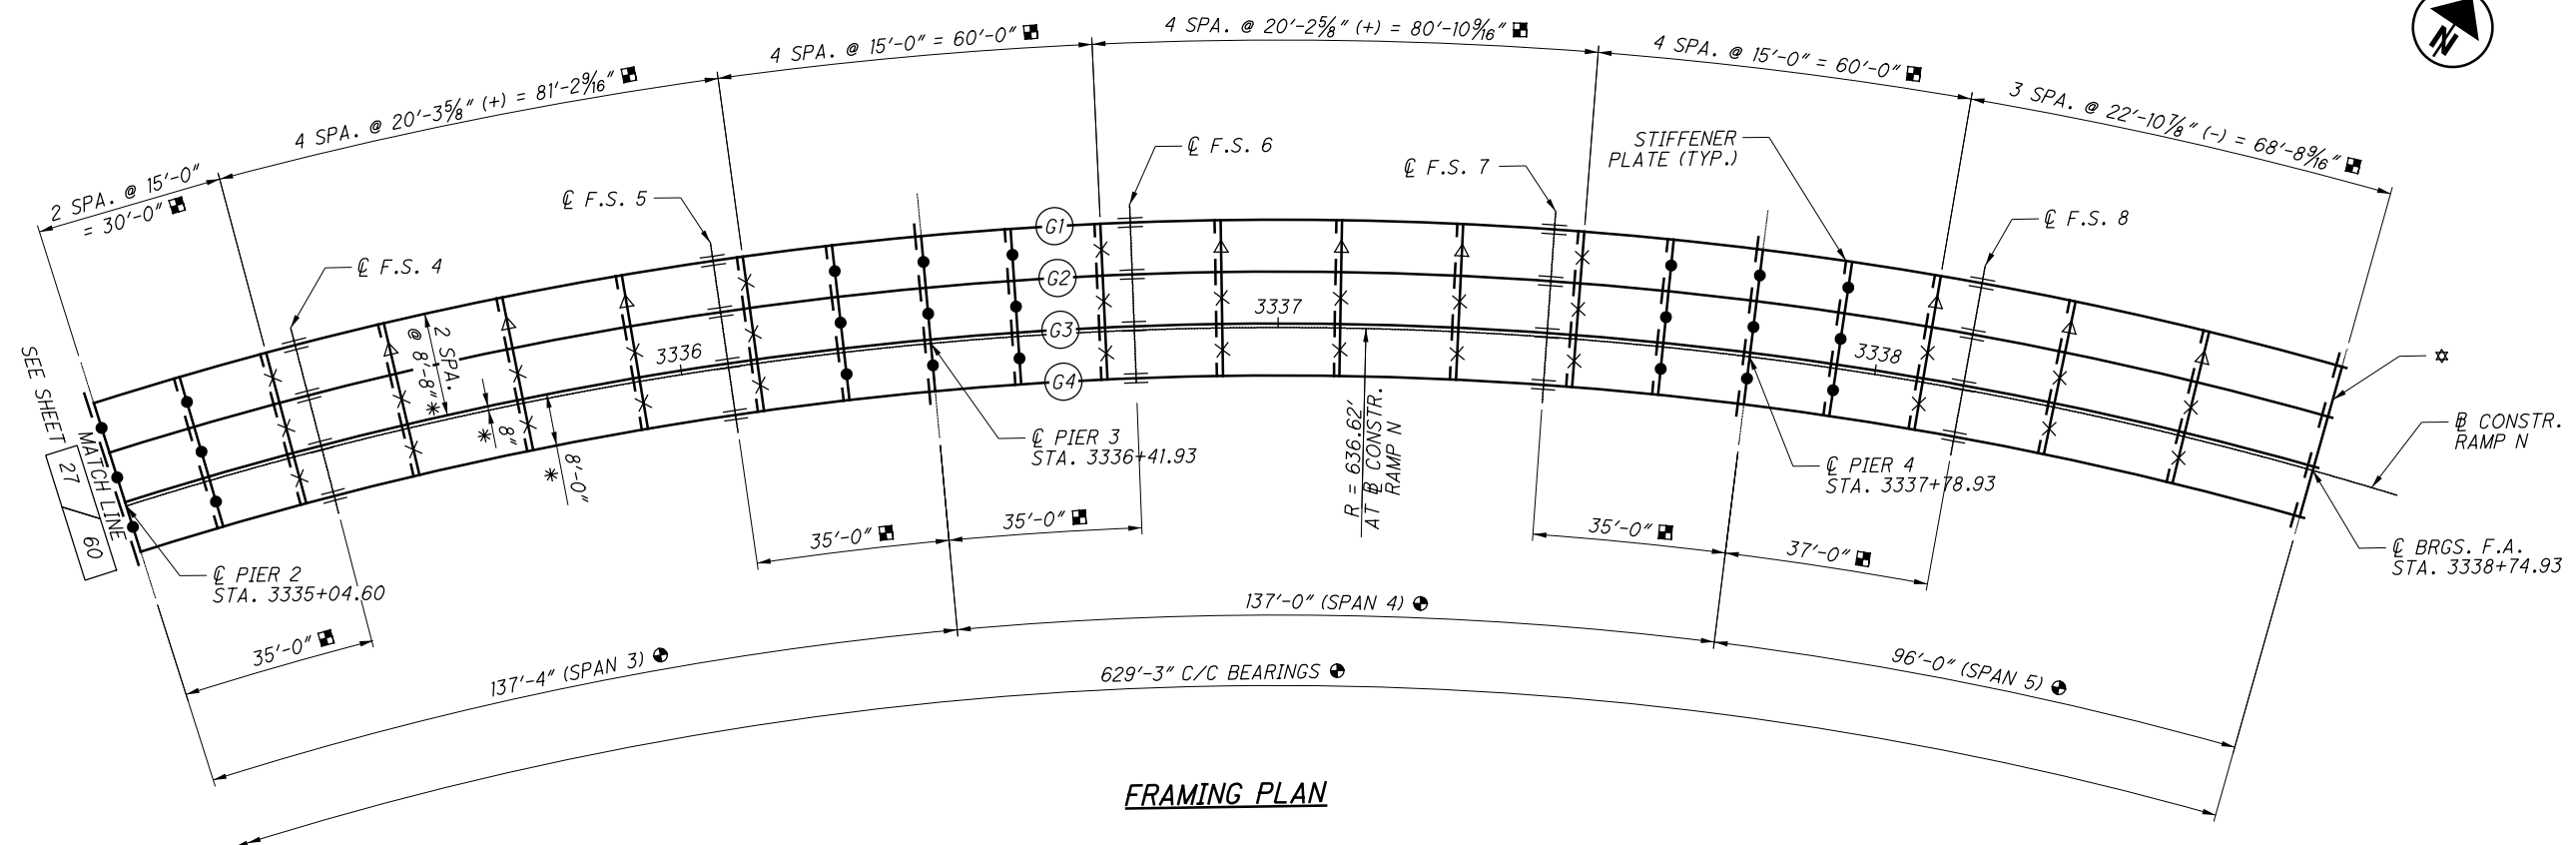 4 SPA. @ 20'-2⅝" (+) = 80'-10 9/16"
4 SPA. @ 15'-0" = 60'-0"
4 SPA. @ 15'-0" = 60'-0"
4 SPA. @ 20'-3⅝" (+) = 81'-2 9/16"
3 SPA. @ 22'-10⅞" (-) = 68'-8 9/16"
2 SPA. @ 15'-0"
= 30'-0"
N
STIFFENER
PLATE (TYP.)
℄ F.S. 6
℄ F.S. 7
℄ F.S. 5
℄ F.S. 8
℄ F.S. 4
G1
G2
G3
G4
3336
3337
3338
2 SPA.
@ 8'-8"*
8"
*
8'-0"
*
SEE SHEET
27
60
MATCH LINE
℄ PIER 2
STA. 3335+04.60
℄ PIER 3
STA. 3336+41.93
R = 636.62'
AT ⅊ CONSTR.
RAMP N
℄ PIER 4
STA. 3337+78.93
⅊ CONSTR.
RAMP N
℄ BRGS. F.A.
STA. 3338+74.93
35'-0"
35'-0"
35'-0"
35'-0"
37'-0"
137'-4" (SPAN 3)
137'-0" (SPAN 4)
96'-0" (SPAN 5)
629'-3" C/C BEARINGS
FRAMING PLAN